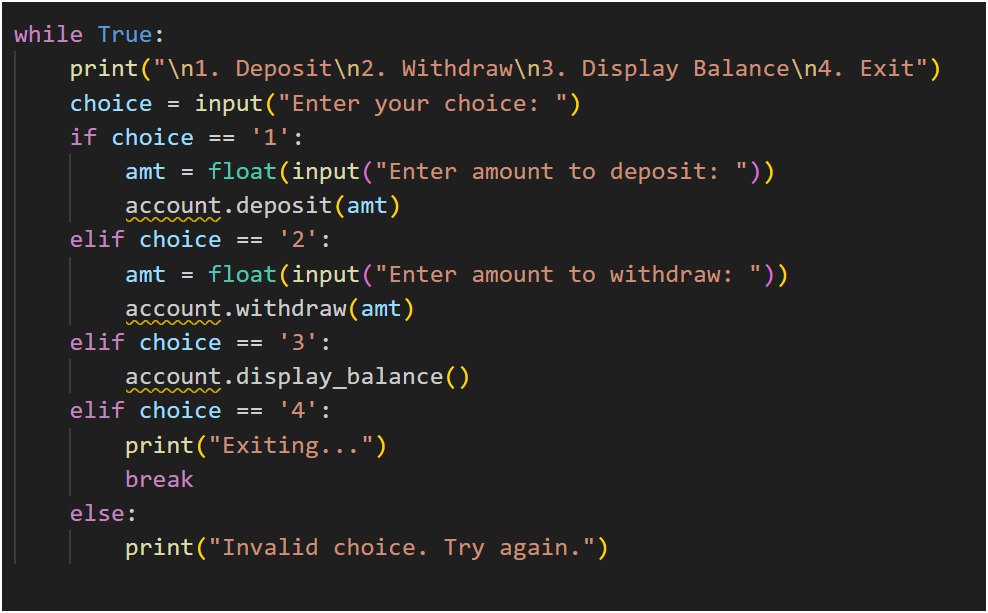 while True:
    print("\n1. Deposit\n2. Withdraw\n3. Display Balance\n4. Exit")
    choice = input("Enter your choice: ")
    if choice == '1':
        amt = float(input("Enter amount to deposit: "))
        account.deposit(amt)
    elif choice == '2':
        amt = float(input("Enter amount to withdraw: "))
        account.withdraw(amt)
    elif choice == '3':
        account.display_balance()
    elif choice == '4':
        print("Exiting...")
        break
    else:
        print("Invalid choice. Try again.")